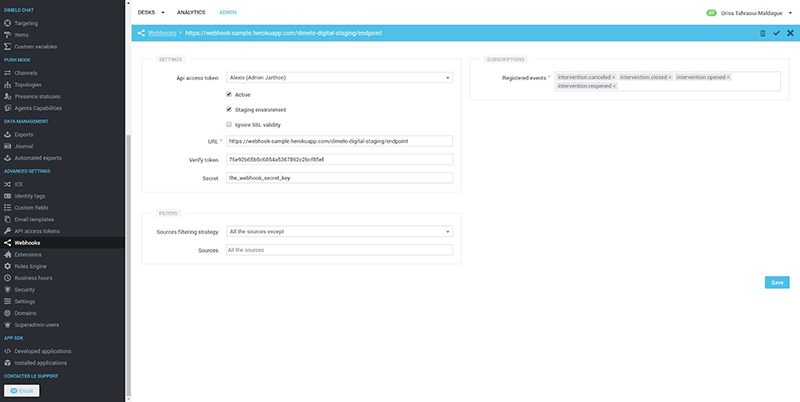 DIMELO CHAT
Targeting
Items
Custom variables
PUSH MODE
Channels
Topologies
Presence statuses
Agents Capabilities
DATA MANAGEMENT
Exports
Journal
Automated exports
ADVANCED SETTINGS
ICE
Identity tags
Custom fields
Email templates
API access tokens
Webhooks
Extensions
Rules Engine
Business hours
Security
Settings
Domains
Superadmin users
APP SDK
Developed applications
Installed applications
CONTACTER LE SUPPORT
Email
DESKS ANALYTICS ADMIN
Driss Tahraoui-Maldague
Webhooks > https://webhook-sample.herokuapp.com/dimelo-digital-staging/endpoint
SETTINGS
Api access token Alexis (Adrien Jarthon)
Active
Staging environment
Ignore SSL validity
URL * https://webhook-sample.herokuapp.com/dimelo-digital-staging/endpoint
Verify token
Secret the_webhook_secret_key
FILTERS
Sources filtering strategy All the sources except
Sources All the sources
SUBSCRIPTIONS
Registered events * intervention.canceled × intervention.closed × intervention.opened ×
intervention.reopened ×
Save